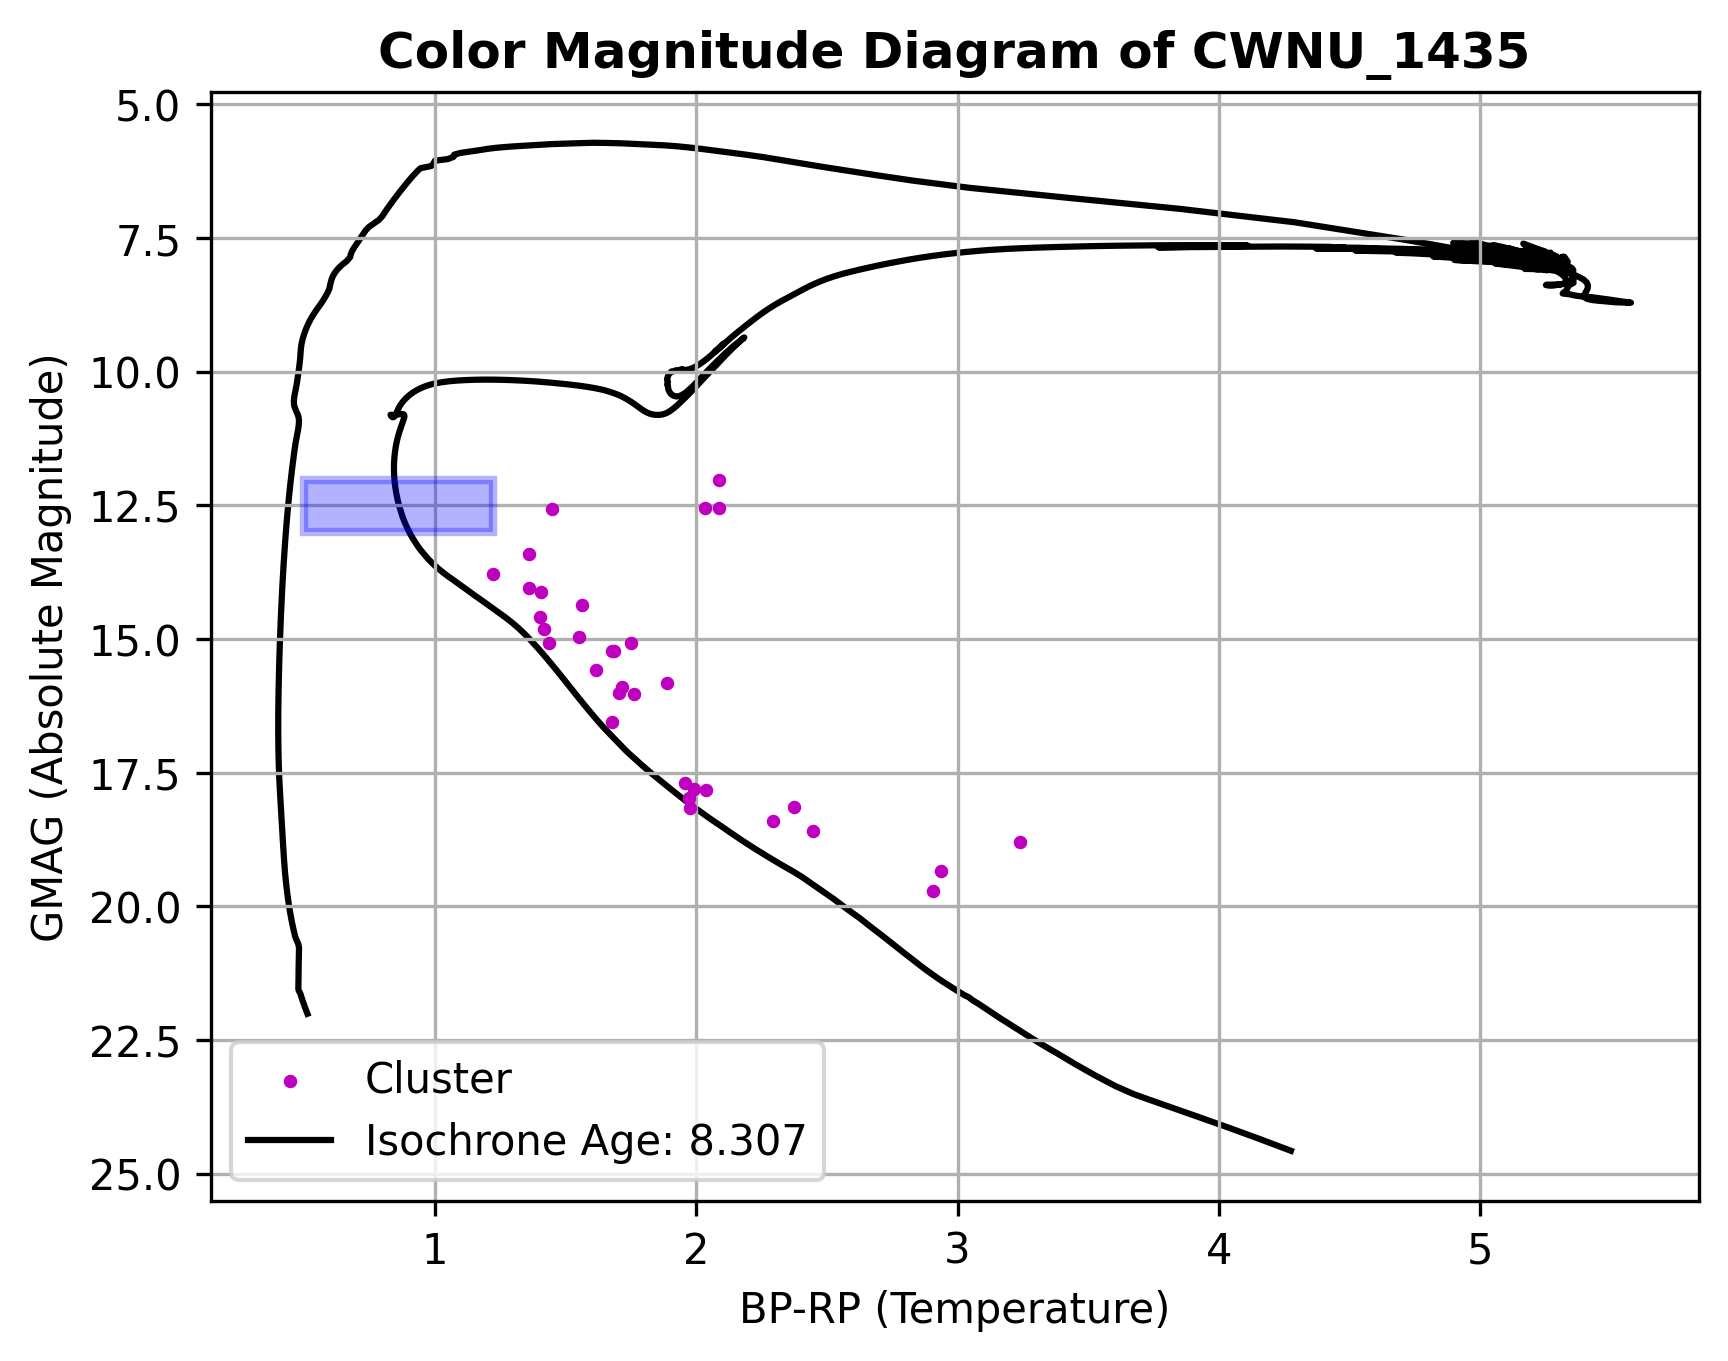 Color Magnitude Diagram of CWNU_1435
GMAG (Absolute Magnitude)
5.0
7.5
10.0
12.5
15.0
17.5
20.0
22.5
25.0
Cluster
Isochrone Age: 8.307
1 2 3 4 5
BP-RP (Temperature)